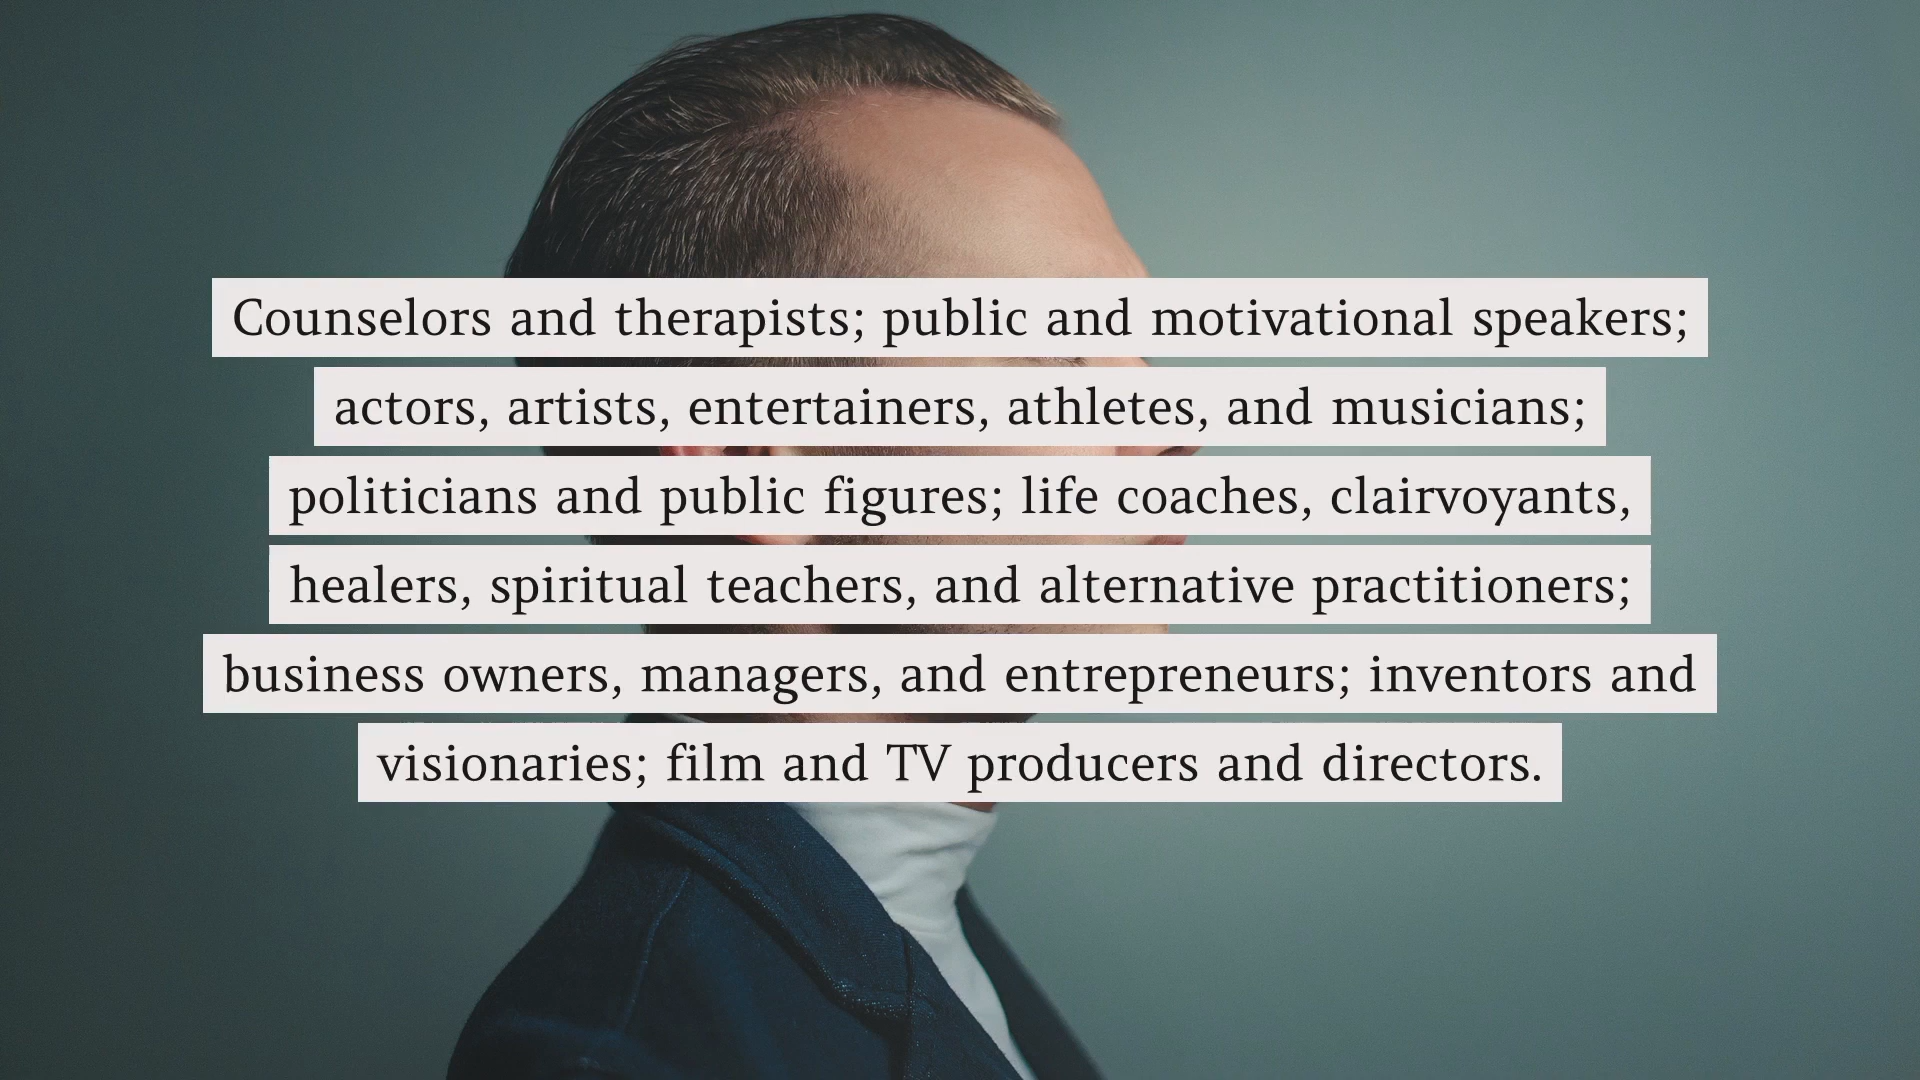 Counselors and therapists; public and motivational speakers;
actors, artists, entertainers, athletes, and musicians;
politicians and public figures; life coaches, clairvoyants,
healers, spiritual teachers, and alternative practitioners;
business owners, managers, and entrepreneurs; inventors and
visionaries; film and TV producers and directors.